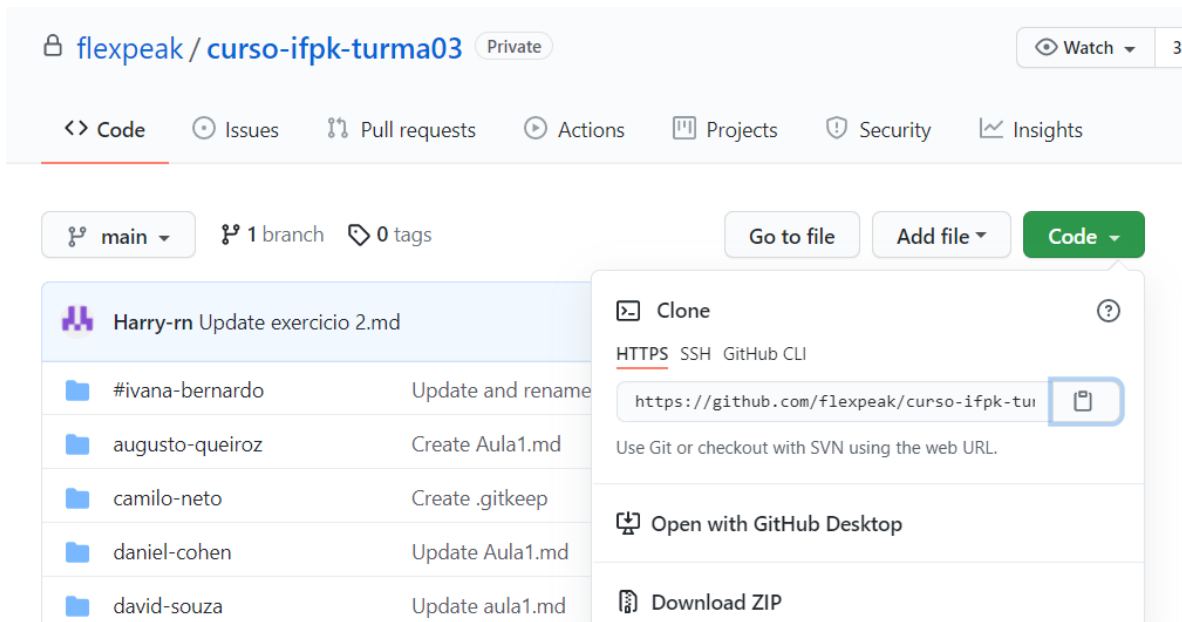 flexpeak / curso-ifpk-turma03 Private
Watch 3
Code Issues Pull requests Actions Projects Security Insights
main 1 branch 0 tags Go to file Add file Code
Harry-rn Update exercicio 2.md
#ivana-bernardo Update and rename
augusto-queiroz Create Aula1.md
camilo-neto Create .gitkeep
daniel-cohen Update Aula1.md
david-souza Update aula1.md
Clone
HTTPS SSH GitHub CLI
https://github.com/flexpeak/curso-ifpk-tur
Use Git or checkout with SVN using the web URL.
Open with GitHub Desktop
Download ZIP